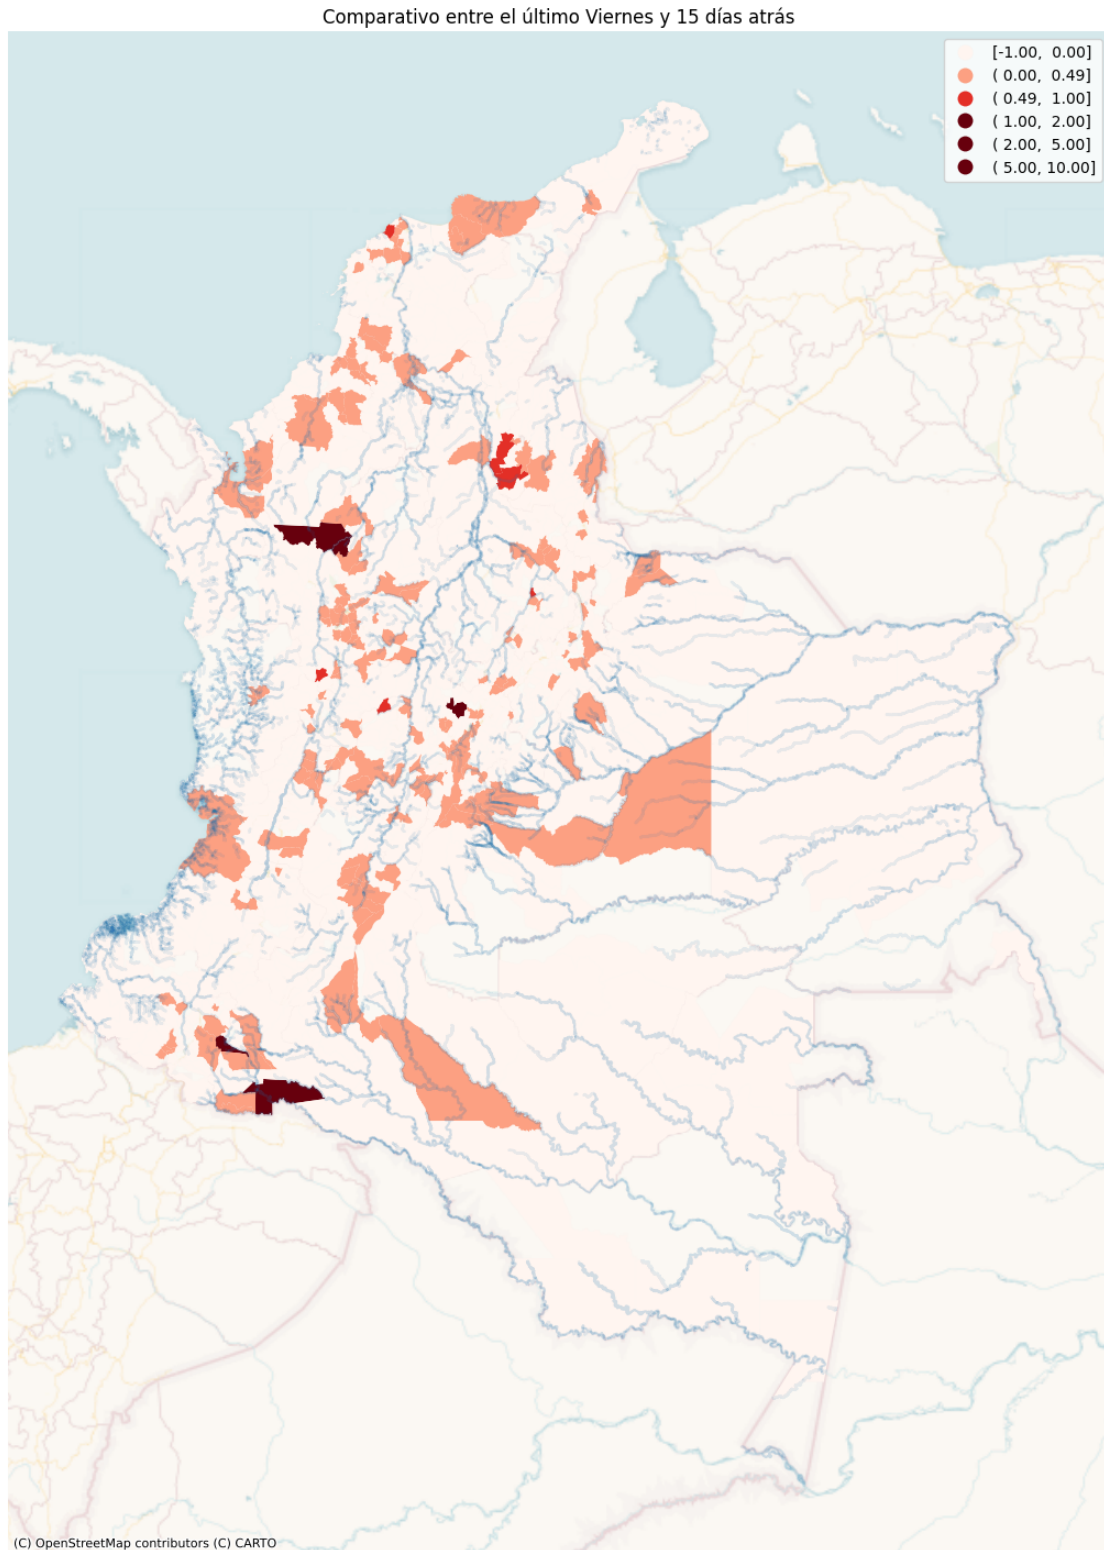 Comparativo entre el último Viernes y 15 días atrás
[-1.00,  0.00]
( 0.00,  0.49]
( 0.49,  1.00]
( 1.00,  2.00]
( 2.00,  5.00]
( 5.00, 10.00]
(C) OpenStreetMap contributors (C) CARTO